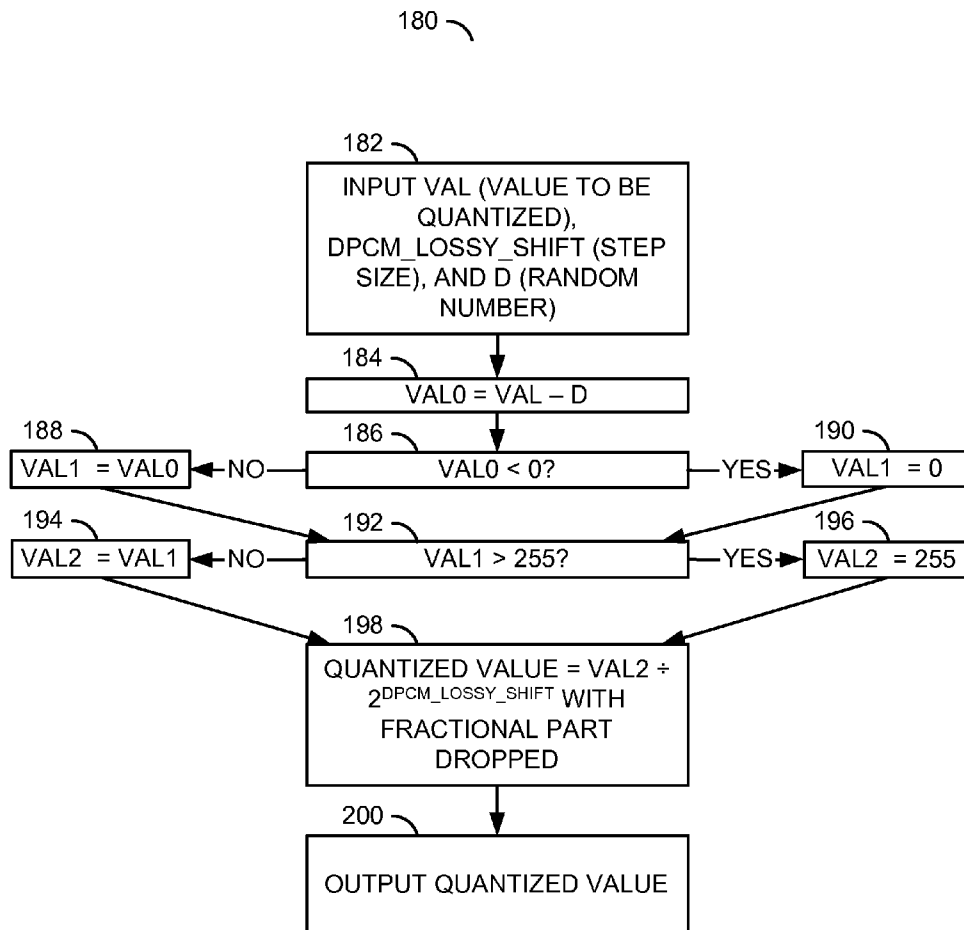 180
182
INPUT VAL (VALUE TO BE
QUANTIZED),
DPCM_LOSSY_SHIFT (STEP
SIZE), AND D (RANDOM
NUMBER)
184
VAL0 = VAL – D
188
186
190
VAL1 = VAL0
NO
VAL0 < 0?
YES
VAL1 = 0
194
192
196
VAL2 = VAL1
NO
VAL1 > 255?
YES
VAL2 = 255
198
QUANTIZED VALUE = VAL2 ÷
2^DPCM_LOSSY_SHIFT WITH
FRACTIONAL PART
DROPPED
200
OUTPUT QUANTIZED VALUE